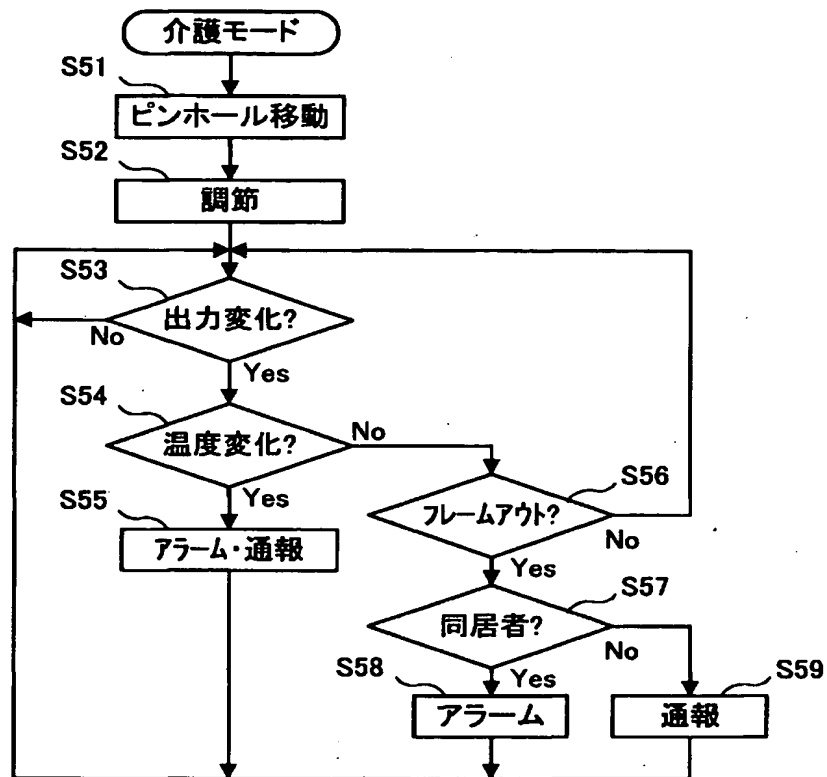 介護モード
S51
ピンホール移動
S52
調節
S53
出力変化?
No
Yes
S54
温度変化?
No
Yes
S55
アラーム・通報
S56
フレームアウト?
No
Yes
S57
同居者?
No
Yes
S58
アラーム
S59
通報